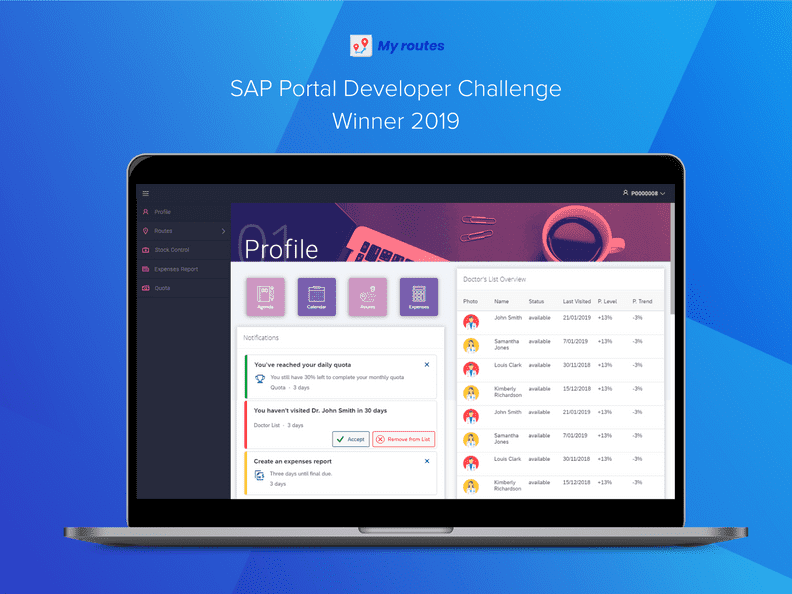 My routes
SAP Portal Developer Challenge
Winner 2019
P0000008
Profile
Routes
Stock Control
Expenses Report
Quota
01
Profile
Agenda
Calendar
Routes
Expenses
Notifications
You've reached your daily quota
You still have 30% left to complete your monthly quota
Quota - 3 days
You haven't visited Dr. John Smith in 30 days
Doctor List - 3 days
Accept
Remove from List
Create an expenses report
Three days until final due.
3 days
Doctor's List Overview
Photo Name Status Last Visited P. Level P. Trend
John Smith available 21/01/2019 +13% -3%
Samantha Jones available 7/01/2019 +13% -3%
Louis Clark available 30/11/2018 +13% -3%
Kimberly Richardson available 15/12/2018 +13% -3%
John Smith available 21/01/2019 +13% -3%
Samantha Jones available 7/01/2019 +13% -3%
Louis Clark available 30/11/2018 +13% -3%
Kimberly Richardson available 15/12/2018 +13% -3%